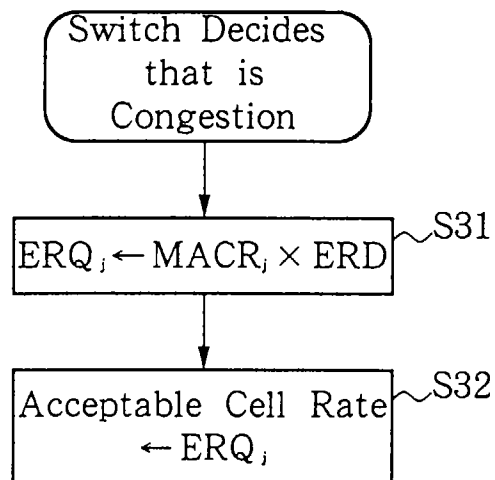 Switch Decides
that is
Congestion
S31
ERQⱼ ← MACRⱼ × ERD
S32
Acceptable Cell Rate
← ERQⱼ